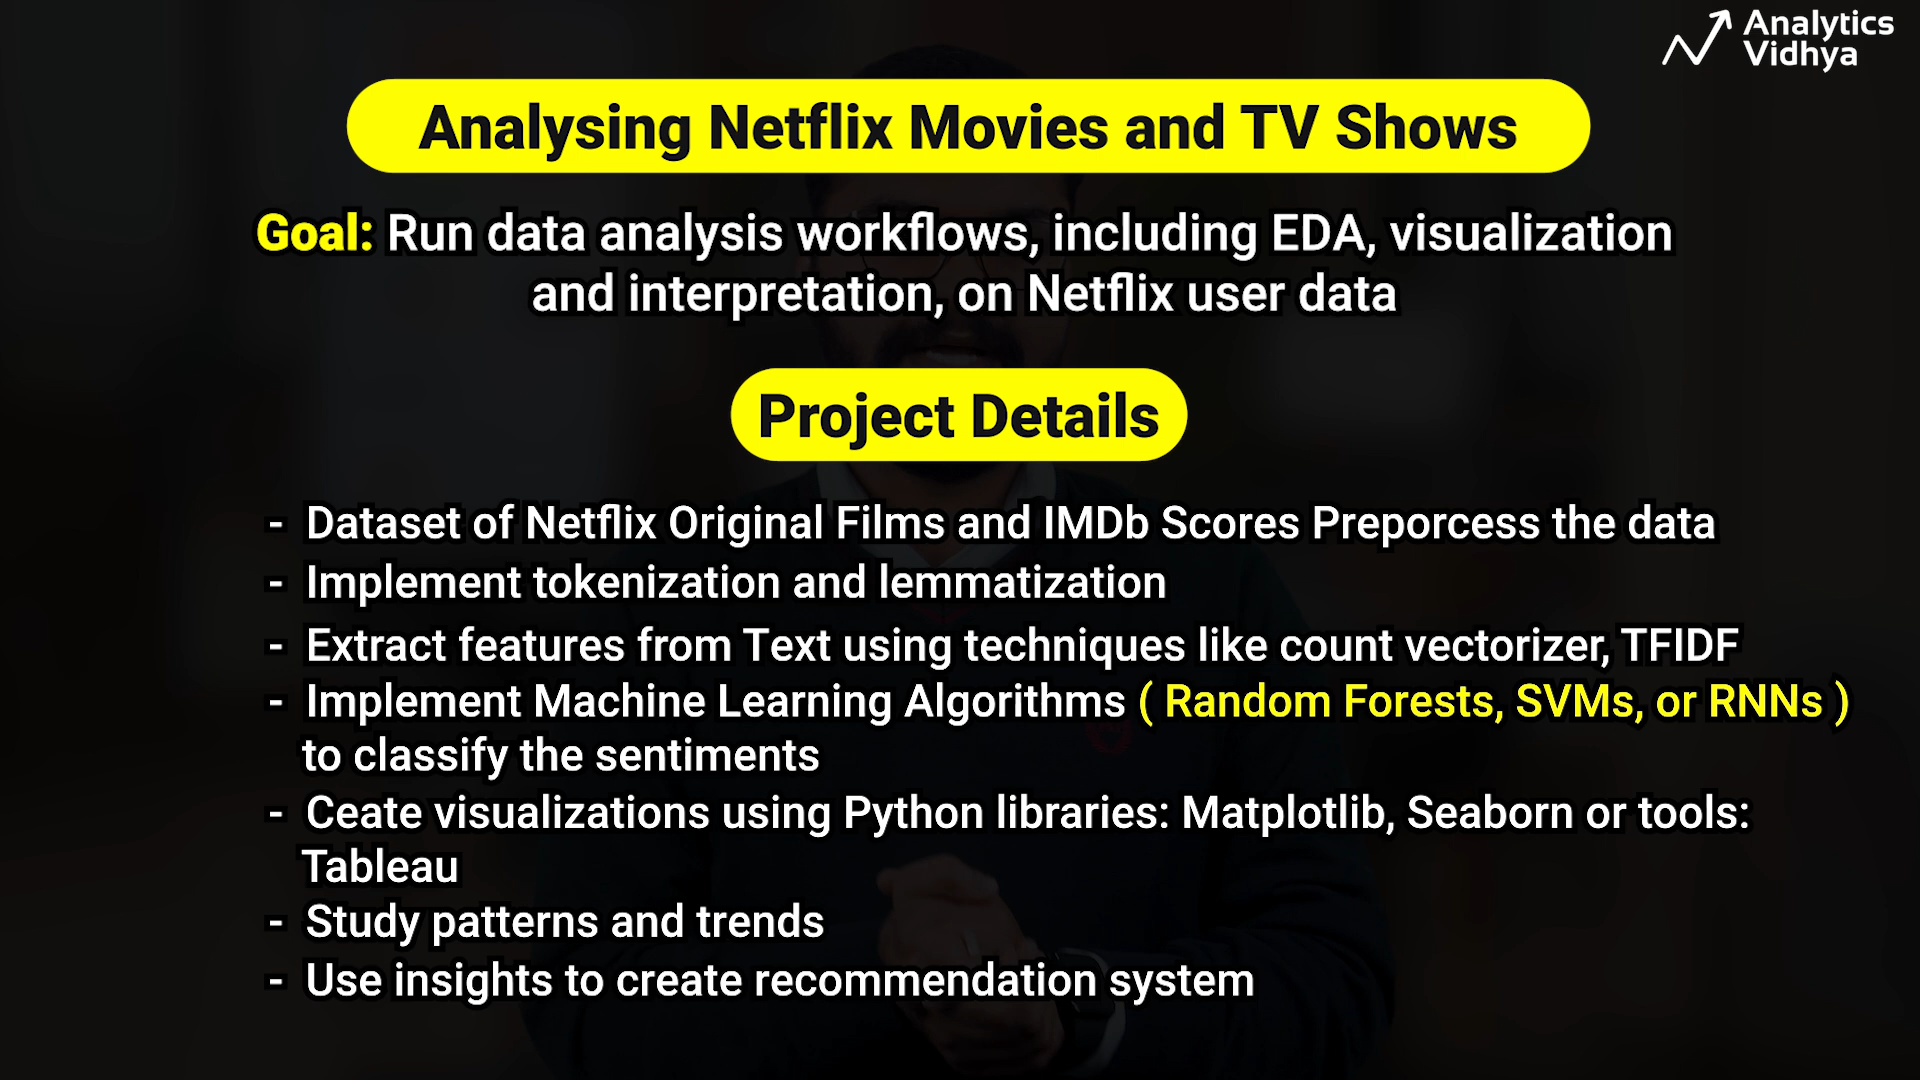 Analytics
Vidhya
Analysing Netflix Movies and TV Shows
Goal: Run data analysis workflows, including EDA, visualization
and interpretation, on Netflix user data
Project Details
- Dataset of Netflix Original Films and IMDb Scores Preporcess the data
- Implement tokenization and lemmatization
- Extract features from Text using techniques like count vectorizer, TFIDF
- Implement Machine Learning Algorithms ( Random Forests, SVMs, or RNNs )
to classify the sentiments
- Ceate visualizations using Python libraries: Matplotlib, Seaborn or tools:
Tableau
- Study patterns and trends
- Use insights to create recommendation system